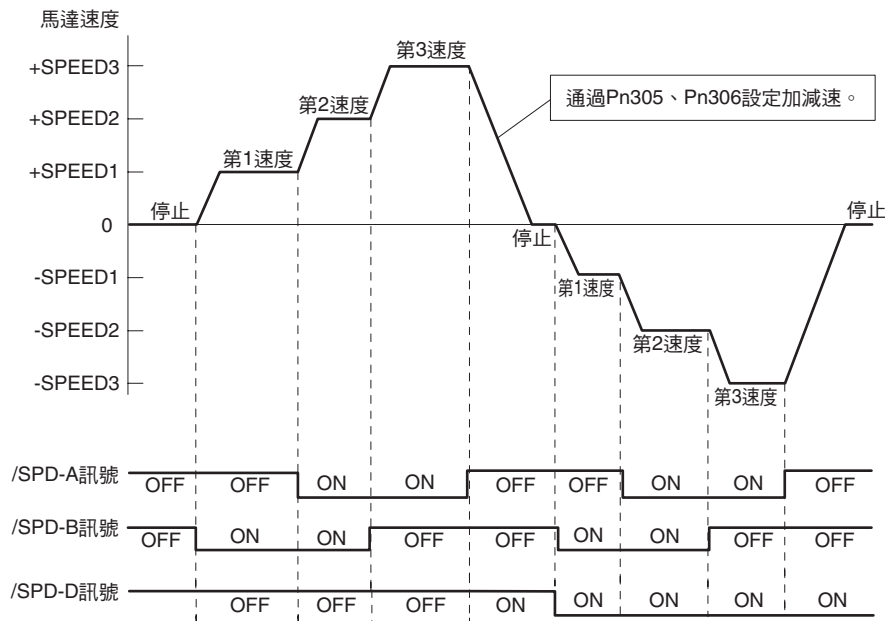 馬達速度
+SPEED3
第3速度
通過Pn305、Pn306設定加減速。
+SPEED2
第2速度
+SPEED1
第1速度
停止
0
停止
停止
-SPEED1
第1速度
-SPEED2
第2速度
-SPEED3
第3速度
/SPD-A訊號
OFF OFF ON ON OFF OFF ON ON OFF
/SPD-B訊號
OFF ON ON OFF OFF ON ON OFF OFF
/SPD-D訊號
OFF OFF OFF ON ON ON ON ON